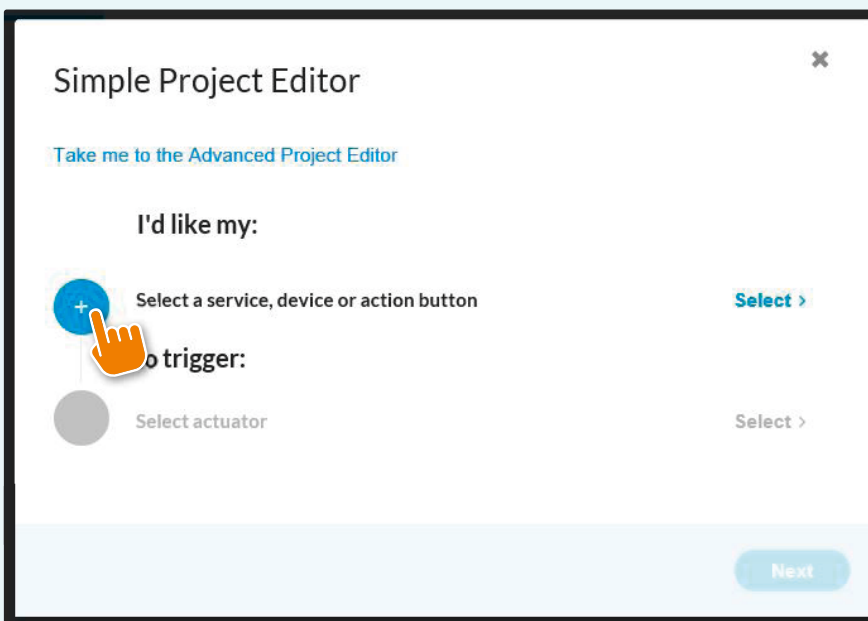 Simple Project Editor
Take me to the Advanced Project Editor
I'd like my:
Select a service, device or action button
Select >
o trigger:
Select actuator
Select >
Next